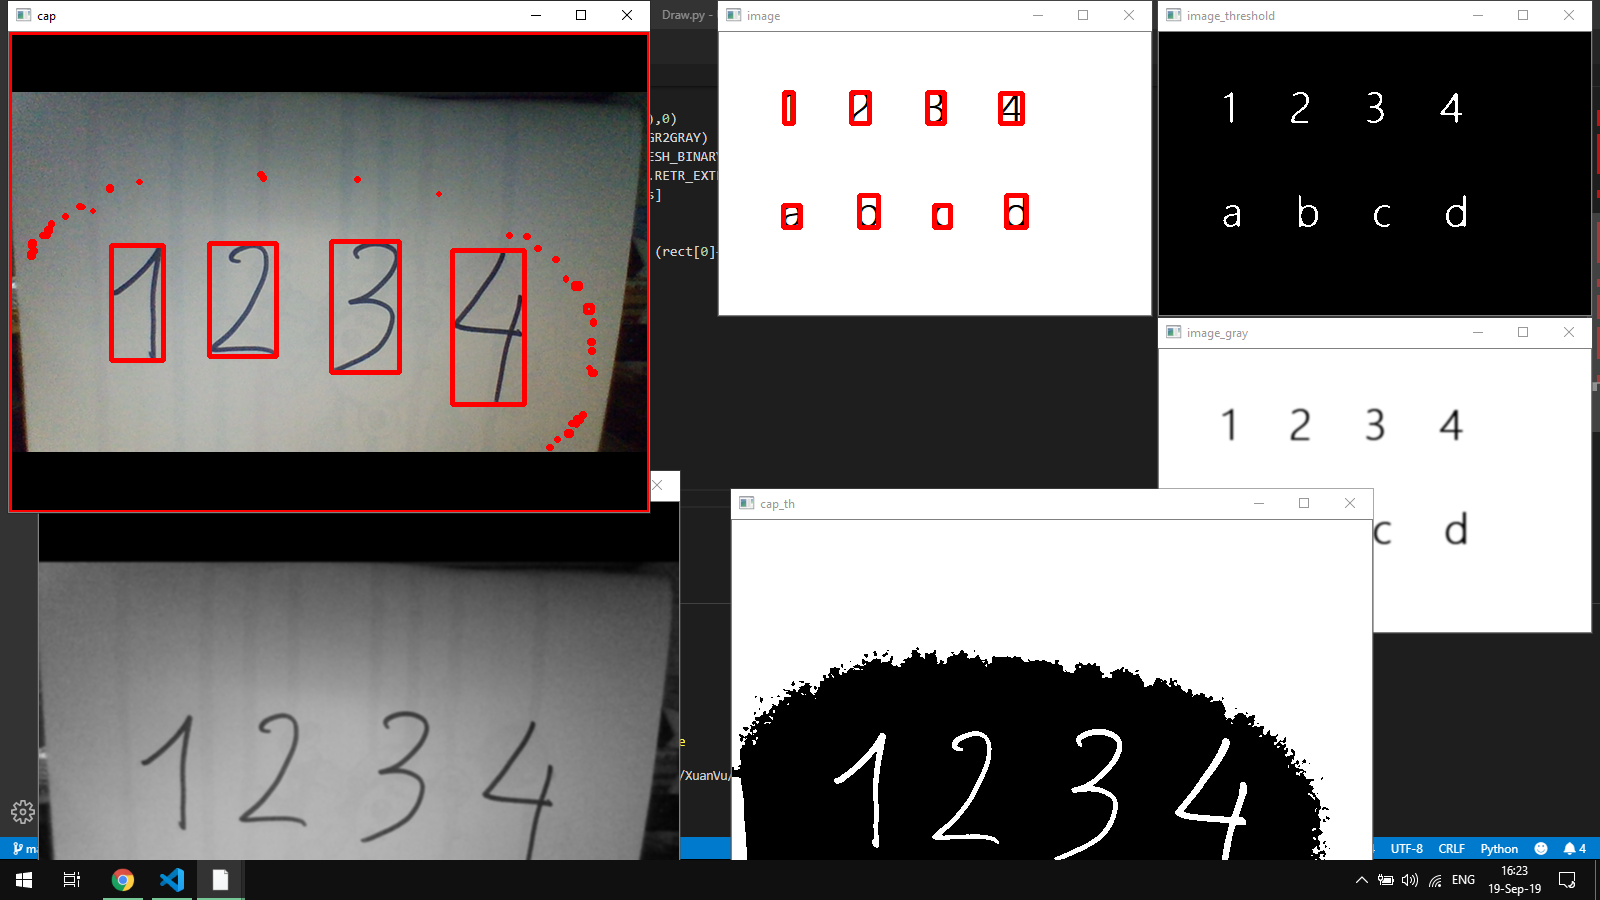 cap
Draw.py -
image
image_threshold
),0)
GR2GRAY)
ESH_BINARY
.RETR_EXTE
s]
(rect[0]
1 2 3 4
1 2 3 4
a b c d
1 2 3 4
a b c d
image_gray
1 2 3 4
c d
cap_th
1 2 3 4
1 2 3 4
e
/XuanVu/
UTF-8 CRLF Python 4
ENG
16:23
19-Sep-19